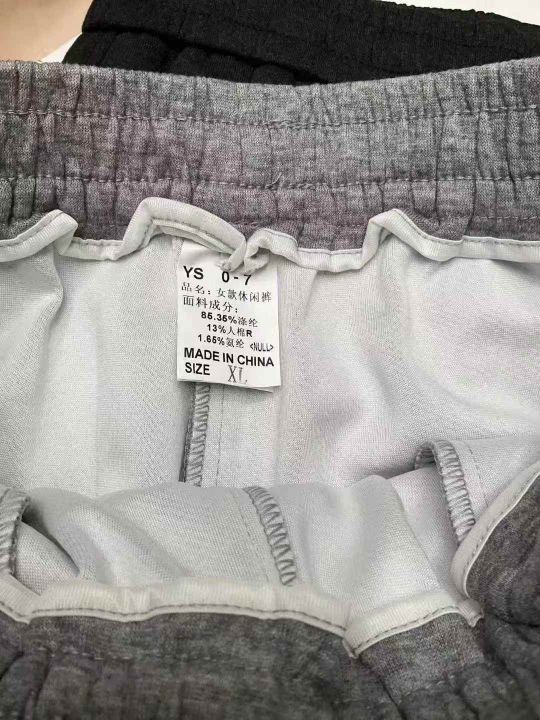 YS 0-7
品名：女款休闲裤
面料成分：
85.35%涤纶
13%人棉R
1.65%氨纶 <NULL>
MADE IN CHINA
SIZE XL